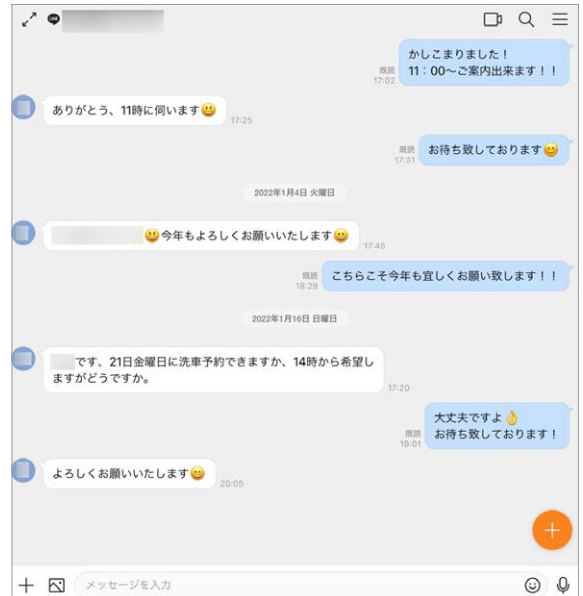 LINE
かしこまりました！
11：00〜ご案内出来ます！！
既読
17:02
ありがとう、11時に伺います😃
17:25
お待ち致しております😊
既読
17:31
2022年1月4日 火曜日
😃今年もよろしくお願いいたします😄
17:45
こちらこそ今年も宜しくお願い致します！！
既読
18:29
2022年1月16日 日曜日
です、21日金曜日に洗車予約できますか、14時から希望し
ますがどうですか。
17:20
大丈夫ですよ👌
お待ち致しております！
既読
19:01
よろしくお願いいたします😄
20:05
メッセージを入力